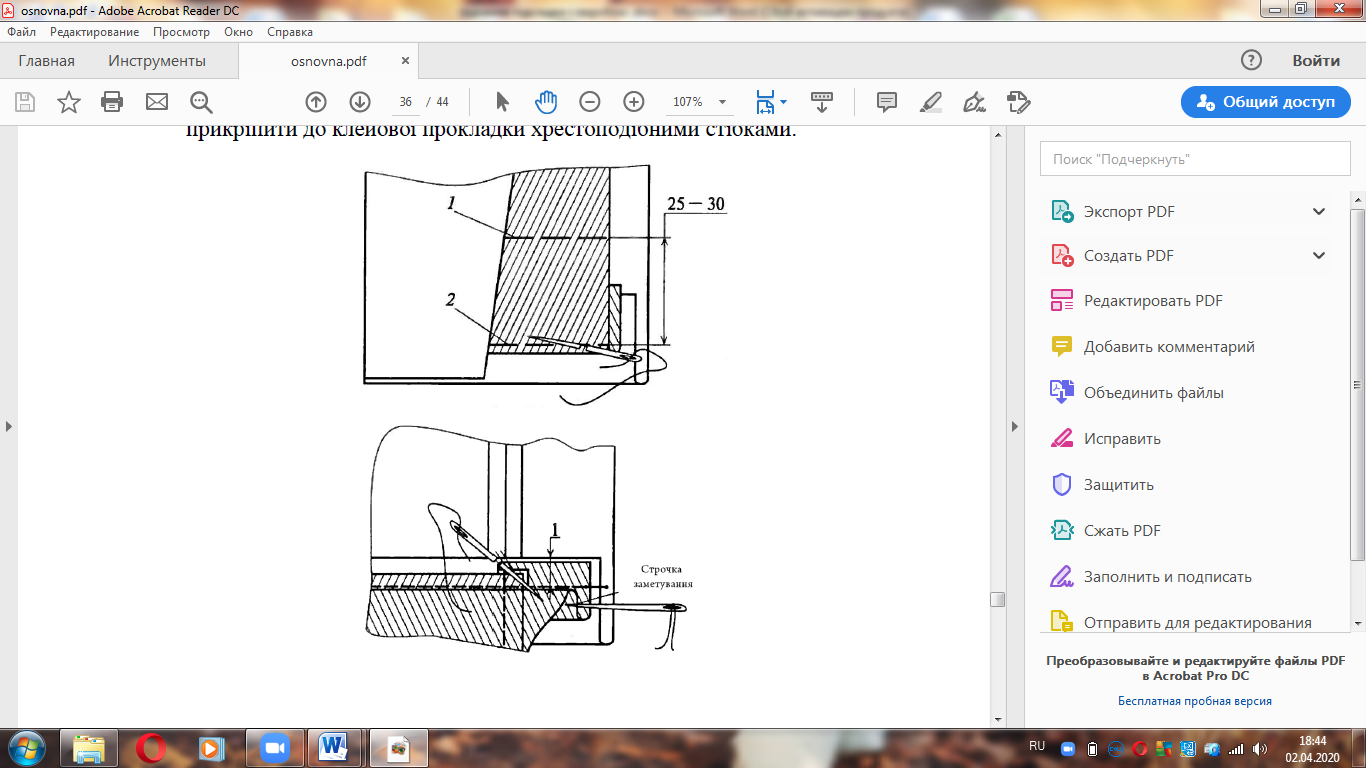 osnovna.pdf - Adobe Acrobat Reader DC
Файл Редактирование Просмотр Окно Справка
Главная Инструменты osnovna.pdf × ? Войти
36 / 44 107% Общий доступ
прикріпити до клейової прокладки хрестоподібними стібками.
1
25 – 30
2
1
Строчка
заметування
Поиск "Подчеркнуть"
Экспорт PDF
Создать PDF
Редактировать PDF
Добавить комментарий
Объединить файлы
Исправить
Защитить
Сжать PDF
Заполнить и подписать
Отправить для редактирования
Преобразовывайте и редактируйте файлы PDF
в Acrobat Pro DC
Бесплатная пробная версия
RU
18:44
02.04.2020